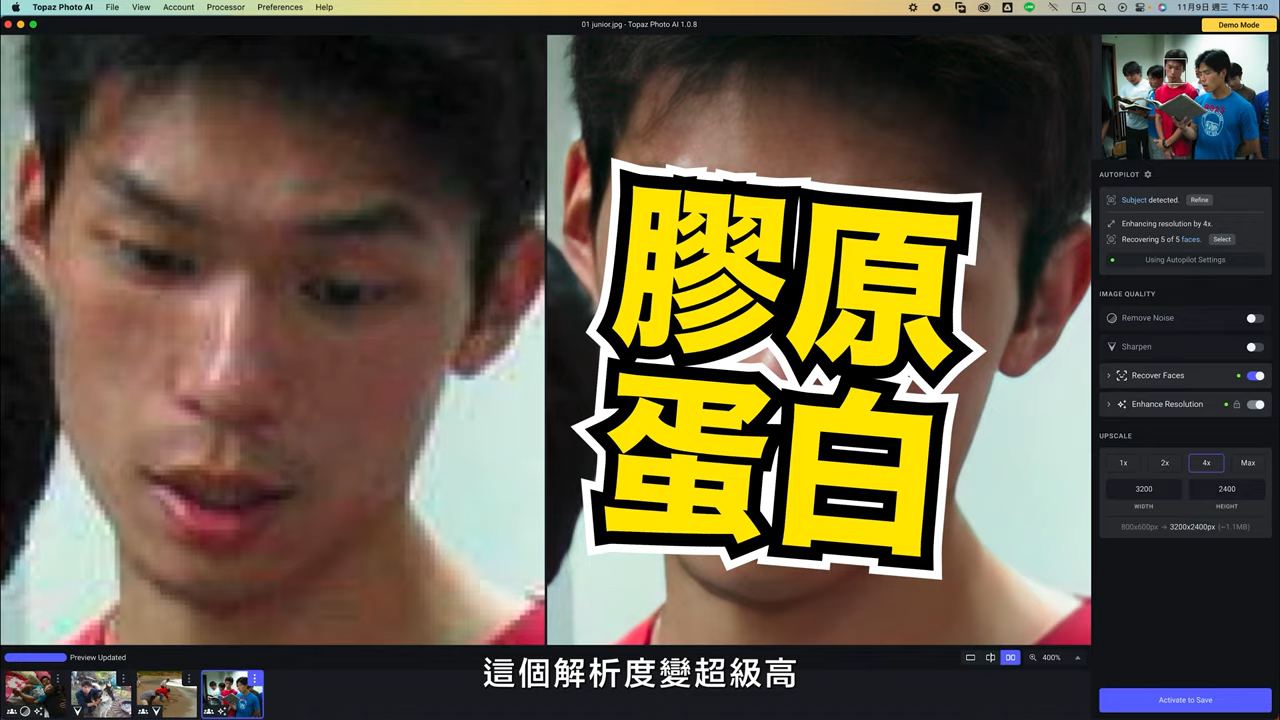 Topaz Photo AI File View Account Processor Preferences Help
A
11月9日 週三 下午 1:40
01 junior.jpg - Topaz Photo AI 1.0.8
Demo Mode
膠原
蛋白
AUTOPILOT
Subject detected. Refine
Enhancing resolution by 4x.
Recovering 5 of 5 faces. Select
Using Autopilot Settings
IMAGE QUALITY
Remove Noise
Sharpen
Recover Faces
Enhance Resolution
UPSCALE
1x 2x 4x Max
3200 2400
WIDTH HEIGHT
800x600px → 3200x2400px (~1.1MB)
Preview Updated
400%
這個解析度變超級高
Activate to Save